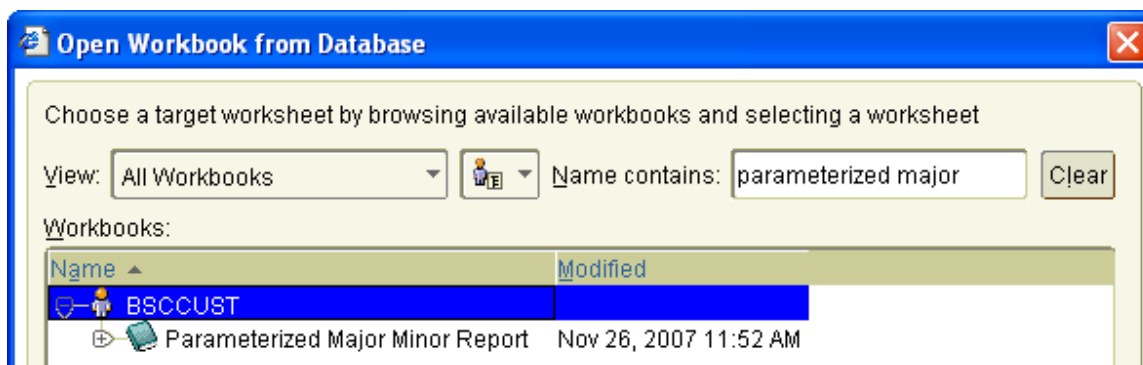 Open Workbook from Database
Choose a target worksheet by browsing available workbooks and selecting a worksheet
View: All Workbooks E Name contains: parameterized major Clear
Workbooks:
Name Modified
BSCCUST
Parameterized Major Minor Report Nov 26, 2007 11:52 AM